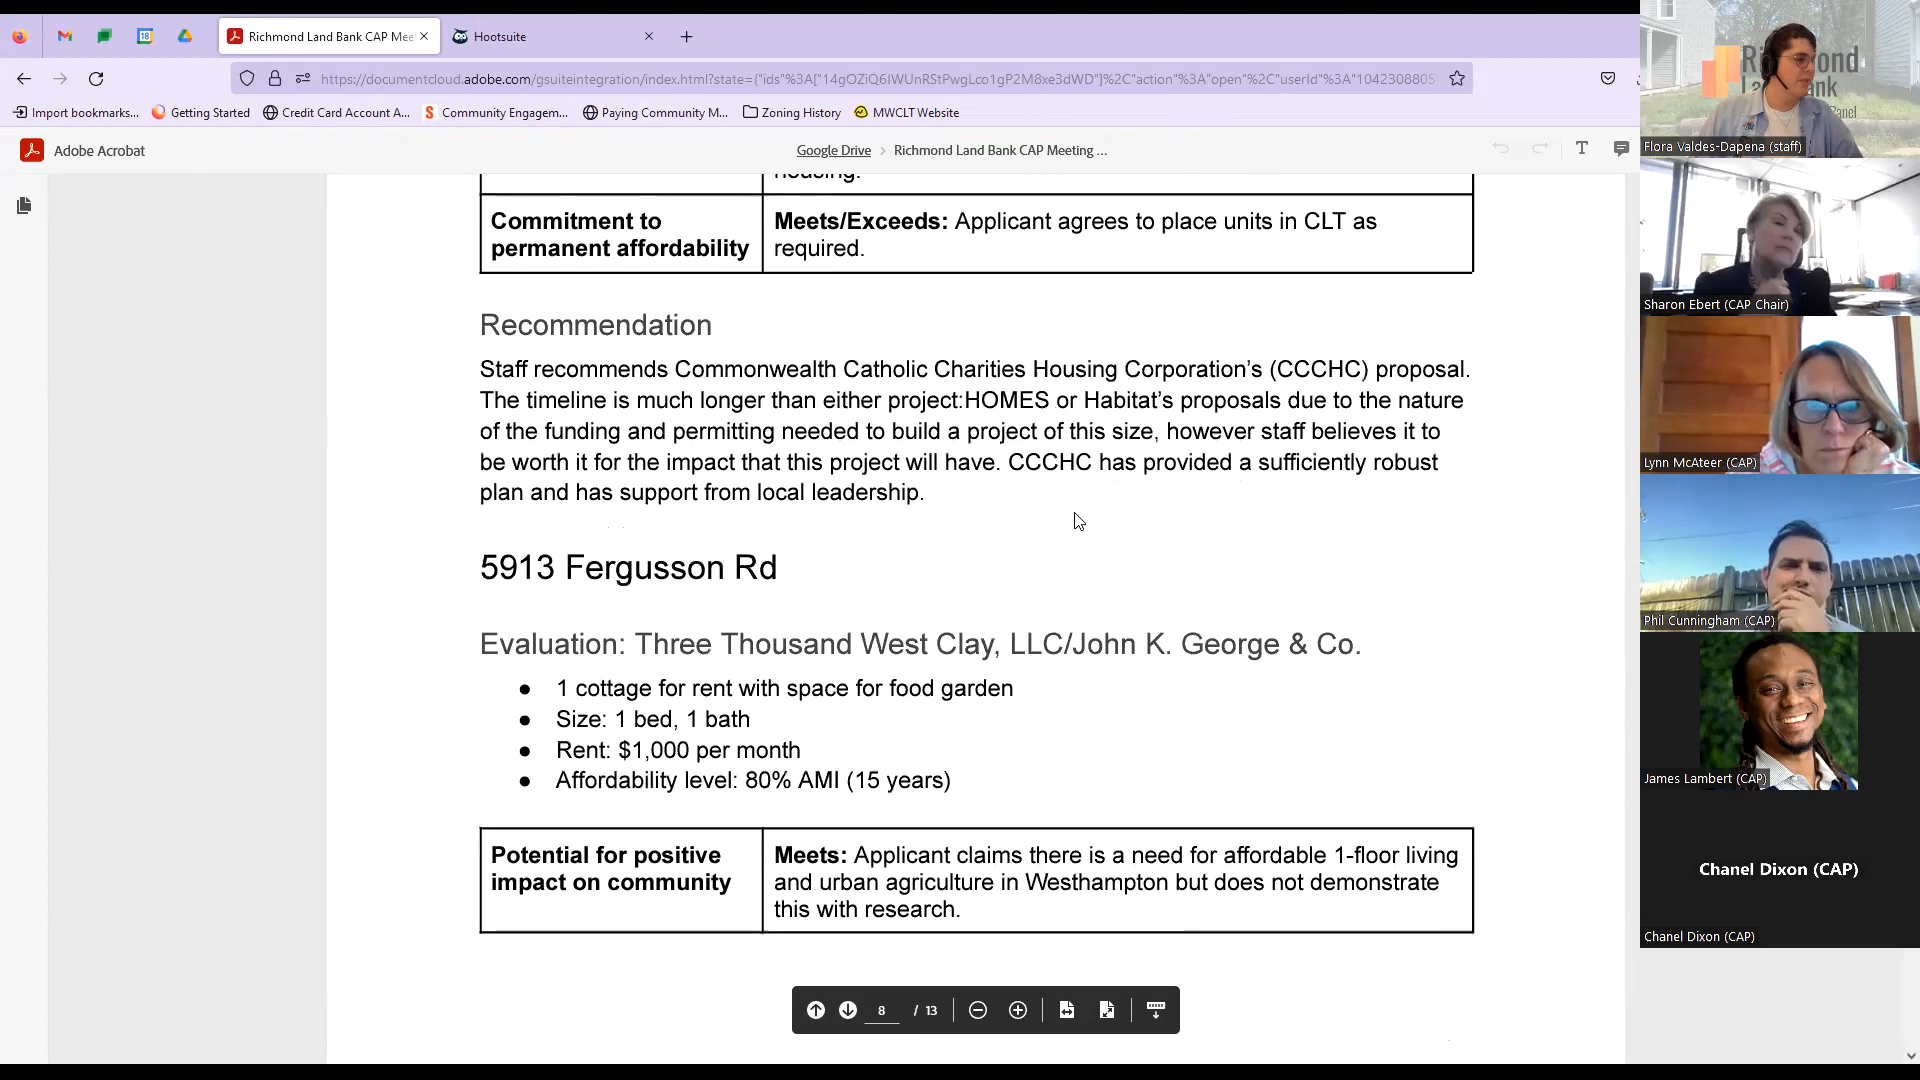 Richmond Land Bank CAP Mee
Hootsuite
https://documentcloud.adobe.com/gsuiteintegration/index.html?state={"ids"%3A["14gOZiQ6IWUnRStPwgLco1gP2M8xe3dWD"]%2C"action"%3A"open"%2C"userId"%3A"1042308805
Import bookmarks...
Getting Started
Credit Card Account A...
Community Engagem...
Paying Community M...
Zoning History
MWCLT Website
Adobe Acrobat
Google Drive > Richmond Land Bank CAP Meeting ...
housing.
Commitment to
permanent affordability
Meets/Exceeds: Applicant agrees to place units in CLT as
required.
Recommendation
Staff recommends Commonwealth Catholic Charities Housing Corporation's (CCCHC) proposal.
The timeline is much longer than either project:HOMES or Habitat's proposals due to the nature
of the funding and permitting needed to build a project of this size, however staff believes it to
be worth it for the impact that this project will have. CCCHC has provided a sufficiently robust
plan and has support from local leadership.
5913 Fergusson Rd
Evaluation: Three Thousand West Clay, LLC/John K. George & Co.
● 1 cottage for rent with space for food garden
● Size: 1 bed, 1 bath
● Rent: $1,000 per month
● Affordability level: 80% AMI (15 years)
Potential for positive
impact on community
Meets: Applicant claims there is a need for affordable 1-floor living
and urban agriculture in Westhampton but does not demonstrate
this with research.
8 / 13
Richmond
Panel
Flora Valdes-Dapena (staff)
Sharon Ebert (CAP Chair)
Lynn McAteer (CAP)
Phil Cunningham (CAP)
James Lambert (CAP)
Chanel Dixon (CAP)
Chanel Dixon (CAP)